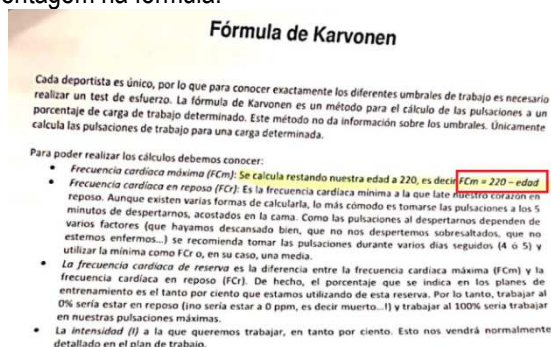 ntagem na fórmula.
Fórmula de Karvonen
Cada deportista es único, por lo que para conocer exactamente los diferentes umbrales de trabajo es necesario
realizar un test de esfuerzo. La fórmula de Karvonen es un método para el cálculo de las pulsaciones a un
porcentaje de carga de trabajo determinado. Este método no da información sobre los umbrales. Únicamente
calcula las pulsaciones de trabajo para una carga determinada.
Para poder realizar los cálculos debemos conocer:
• Frecuencia cardíaca máxima (FCm): Se calcula restando nuestra edad a 220, es decir FCm = 220 – edad
• Frecuencia cardíaca en reposo (FCr): Es la frecuencia cardíaca mínima a la que late nuestro corazón en
reposo. Aunque existen varias formas de calcularla, lo más cómodo es tomarse las pulsaciones a los 5
minutos de despertarnos, acostados en la cama. Como las pulsaciones al despertarnos dependen de
varios factores (que hayamos descansado bien, que no nos despertemos sobresaltados, que no
estemos enfermos...) se recomienda tomar las pulsaciones durante varios días seguidos (4 ó 5) y
utilizar la mínima como FCr o, en su caso, una media.
• La frecuencia cardíaca de reserva es la diferencia entre la frecuencia cardíaca máxima (FCm) y la
frecuencia cardíaca en reposo (FCr). De hecho, el porcentaje que se indica en los planes de
entrenamiento es el tanto por ciento que estamos utilizando de esta reserva. Por lo tanto, trabajar al
0% sería estar en reposo (¡no sería estar a 0 ppm, es decir muerto...!) y trabajar al 100% sería trabajar
en nuestras pulsaciones máximas.
• La intensidad (I) a la que queremos trabajar, en tanto por ciento. Esto nos vendrá normalmente
detallado en el plan de trabajo.